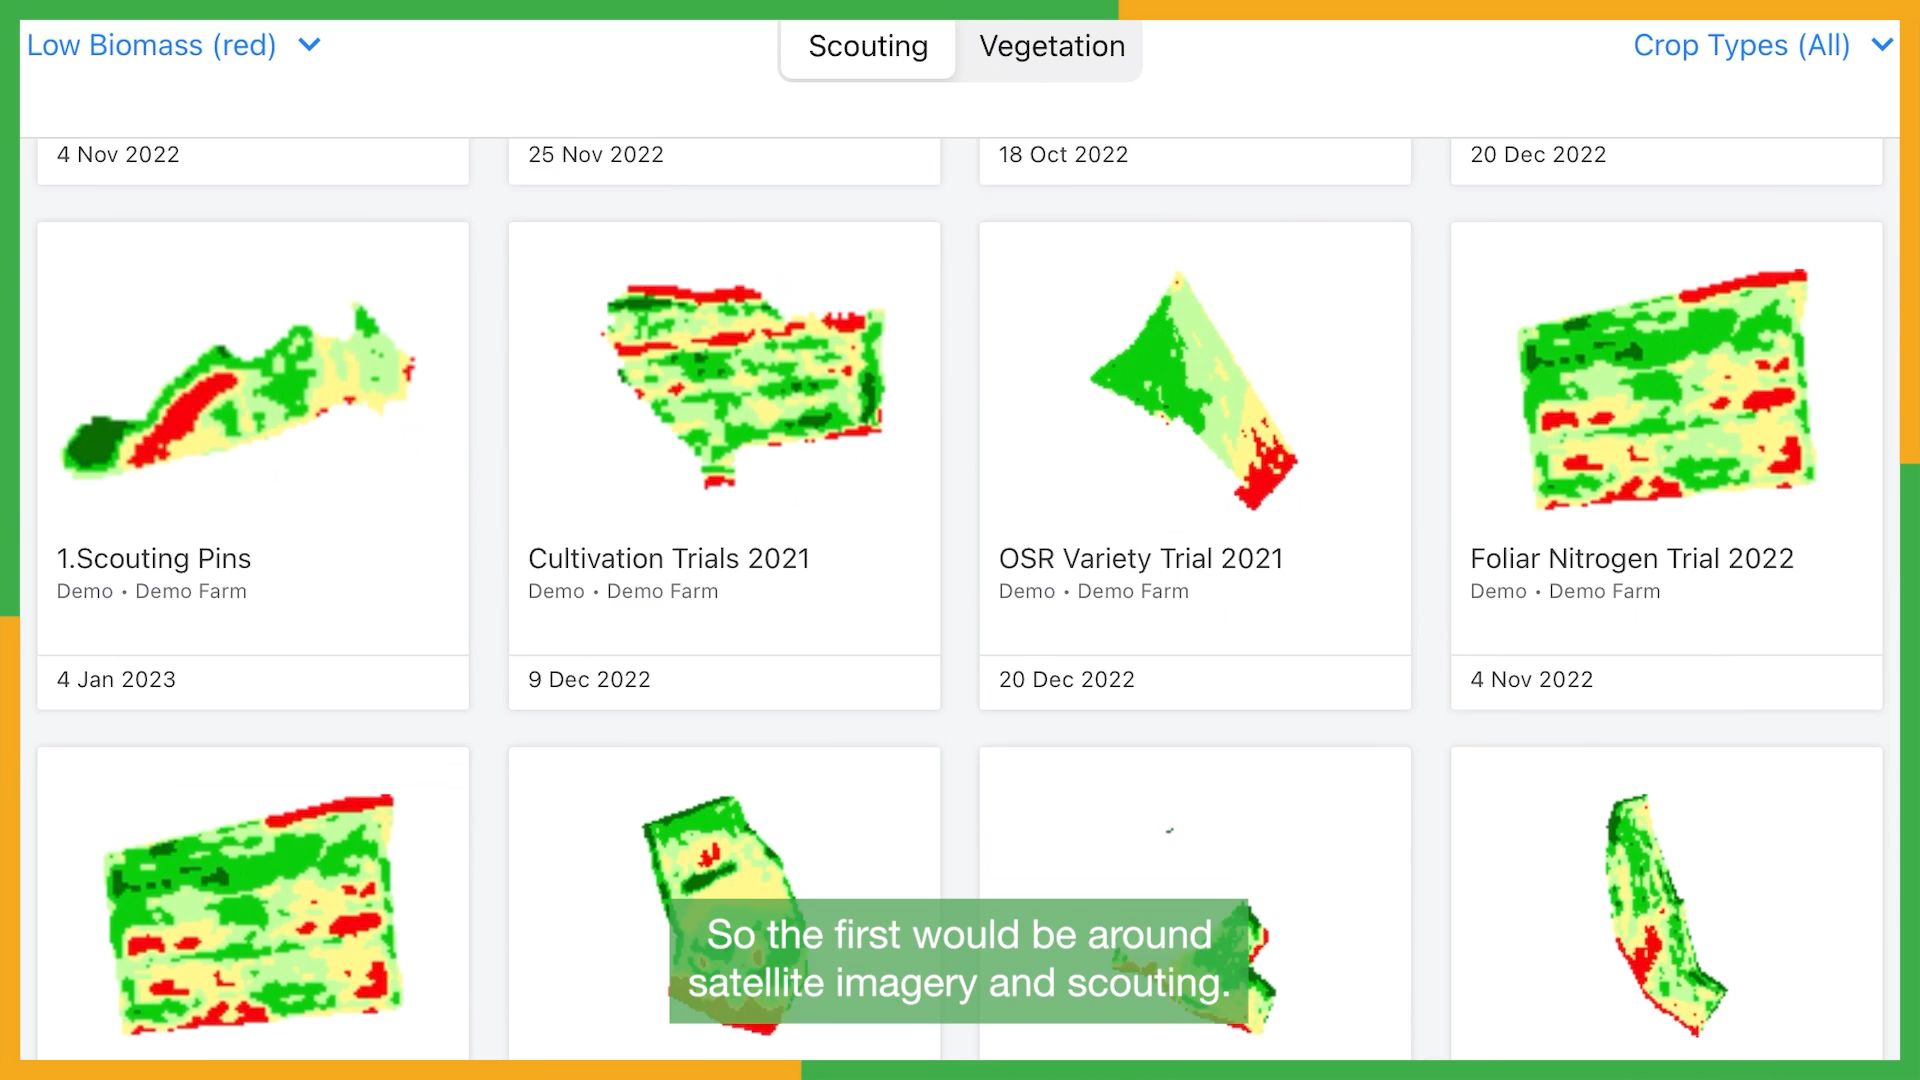 Low Biomass (red)
Scouting
Vegetation
Crop Types (All)
4 Nov 2022
25 Nov 2022
18 Oct 2022
20 Dec 2022
1.Scouting Pins
Demo • Demo Farm
4 Jan 2023
Cultivation Trials 2021
Demo • Demo Farm
9 Dec 2022
OSR Variety Trial 2021
Demo • Demo Farm
20 Dec 2022
Foliar Nitrogen Trial 2022
Demo • Demo Farm
4 Nov 2022
So the first would be around
satellite imagery and scouting.